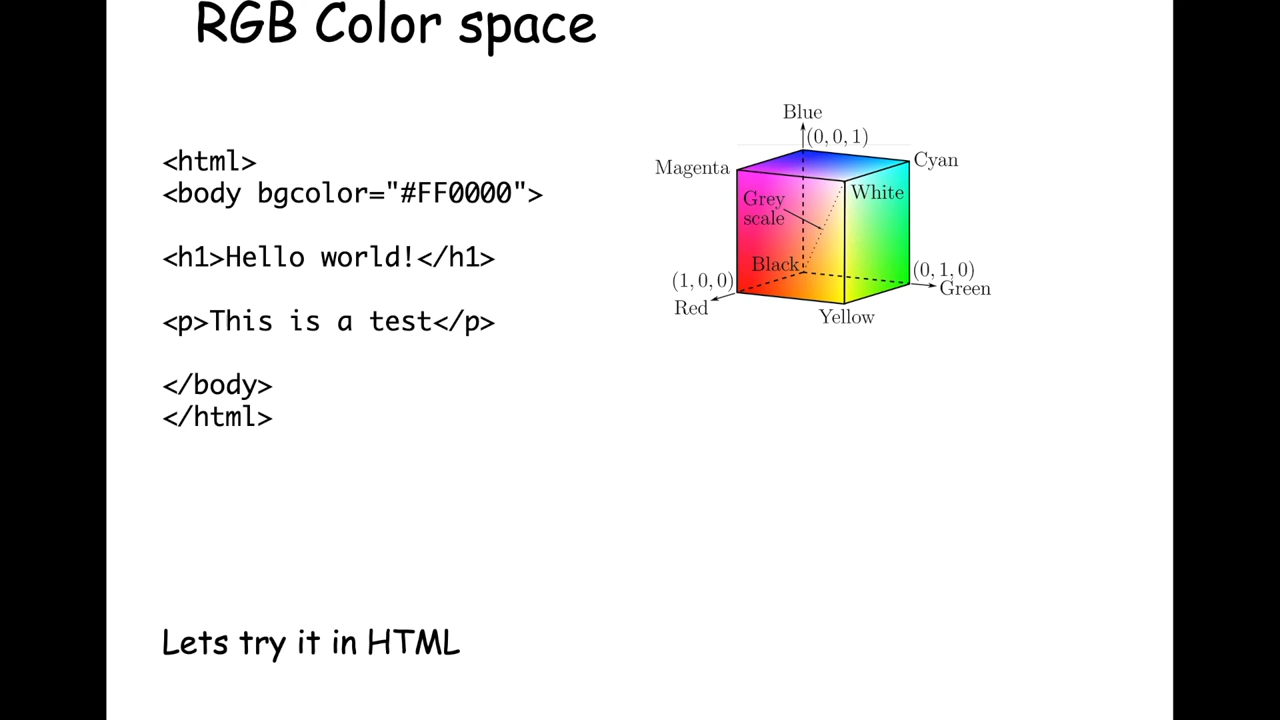 RGB Color space
<html>
<body bgcolor="#FF0000">
<h1>Hello world!</h1>
<p>This is a test</p>
</body>
</html>
Blue
(0, 0, 1)
Magenta
Cyan
White
Grey
scale
Black
(1, 0, 0)
(0, 1, 0)
Red
Green
Yellow
Lets try it in HTML